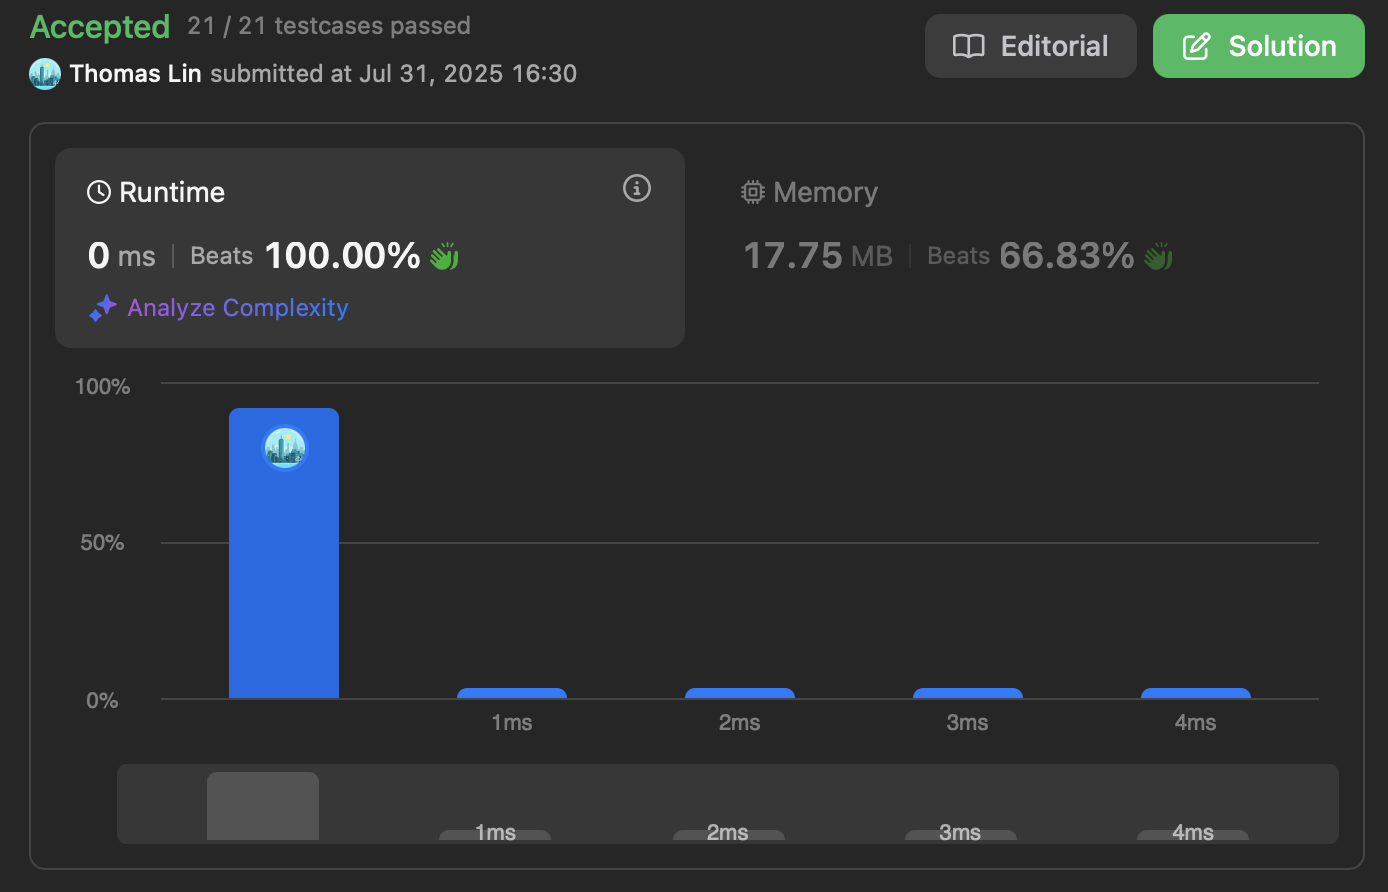 Accepted 21 / 21 testcases passed
Editorial
Solution
Thomas Lin submitted at Jul 31, 2025 16:30
Runtime
Memory
0 ms | Beats 100.00%
17.75 MB | Beats 66.83%
Analyze Complexity
100%
50%
0%
1ms 2ms 3ms 4ms
1ms 2ms 3ms 4ms